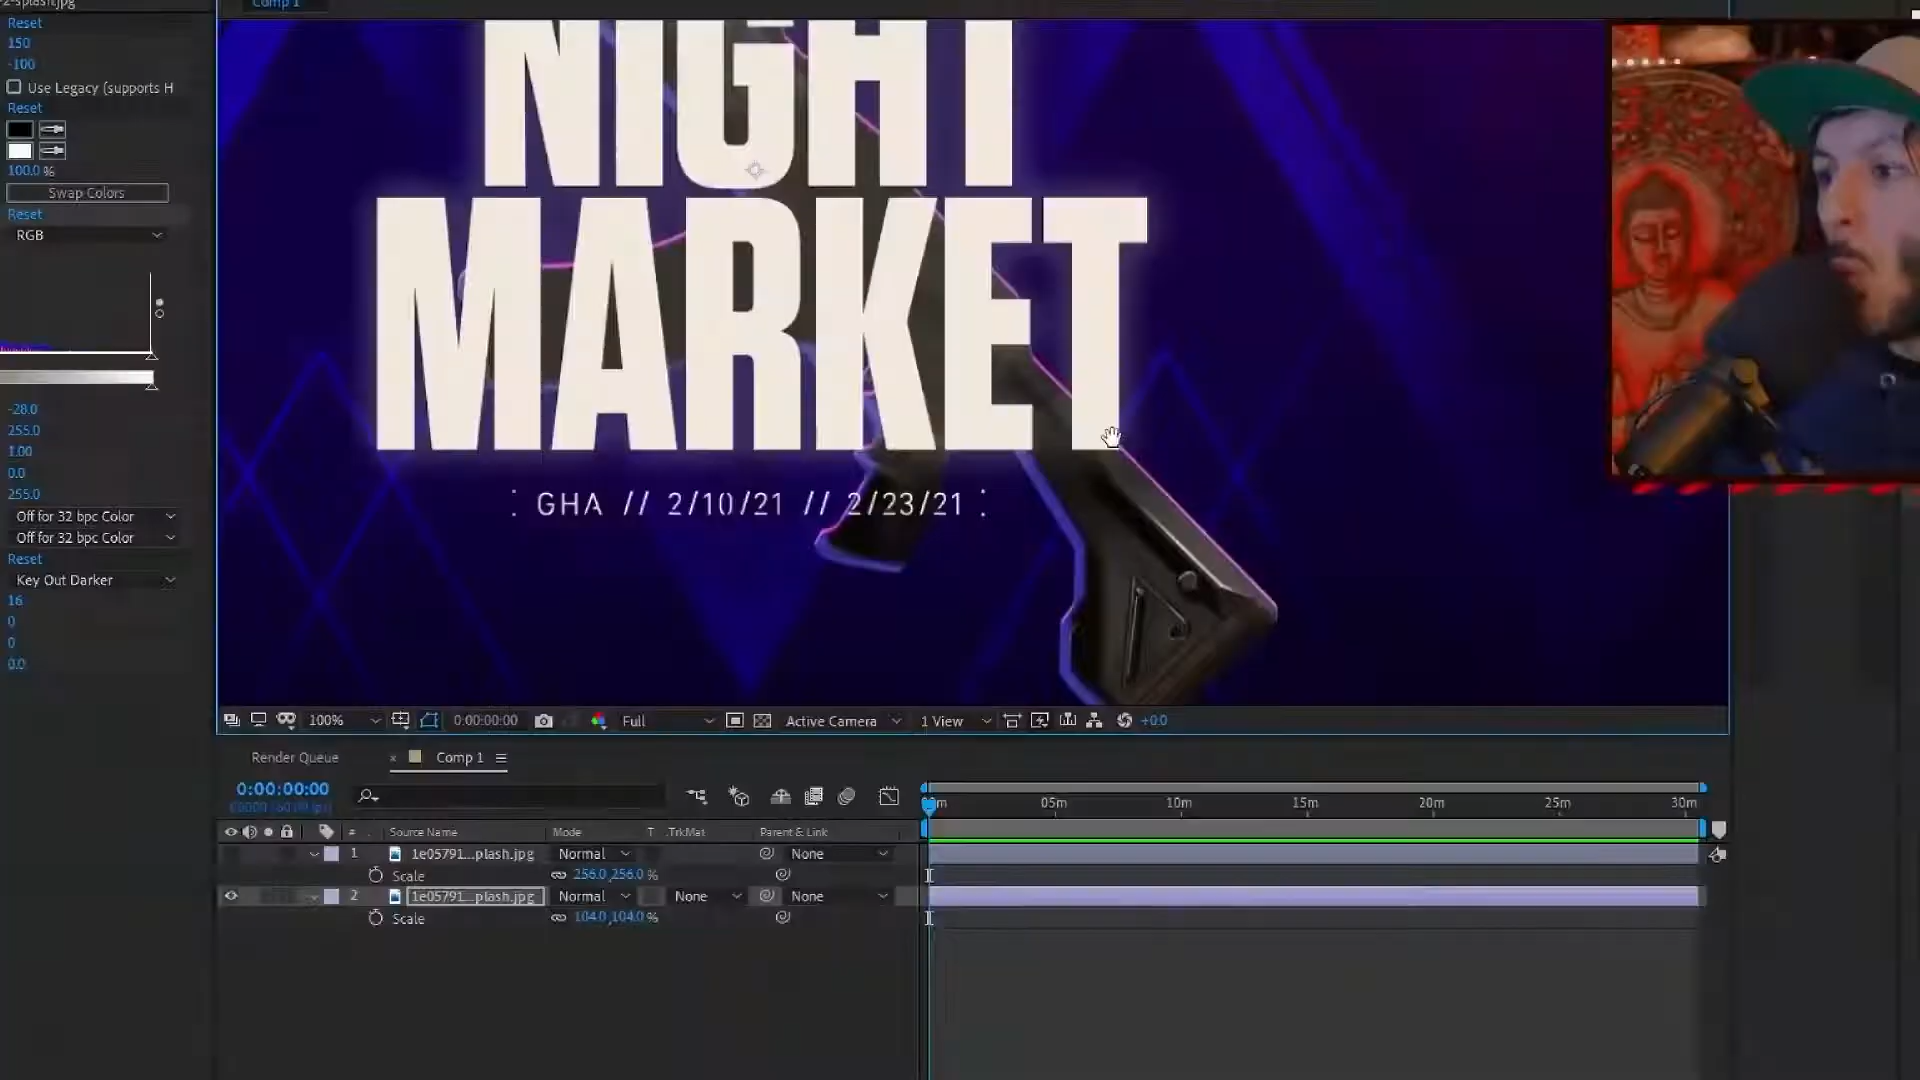 Comp 1
2-splash.jpg
Reset
150
-100
Use Legacy (supports H
Reset
100.0 %
Swap Colors
Reset
RGB
-28.0
255.0
1.00
0.0
255.0
Off for 32 bpc Color
Off for 32 bpc Color
Reset
Key Out Darker
16
0
0
0.0
NIGHT
MARKET
: GHA // 2/10/21 // 2/23/21 :
100% 0:00:00:00 Full Active Camera 1 View +0.0
Render Queue × Comp 1
0:00:00:00
05m 10m 15m 20m 25m 30m
# Source Name Mode T .TrkMat Parent & Link
1 1e05791...plash.jpg Normal None
Scale 256.0,256.0 %
2 1e05791...plash.jpg Normal None None
Scale 104.0,104.0 %